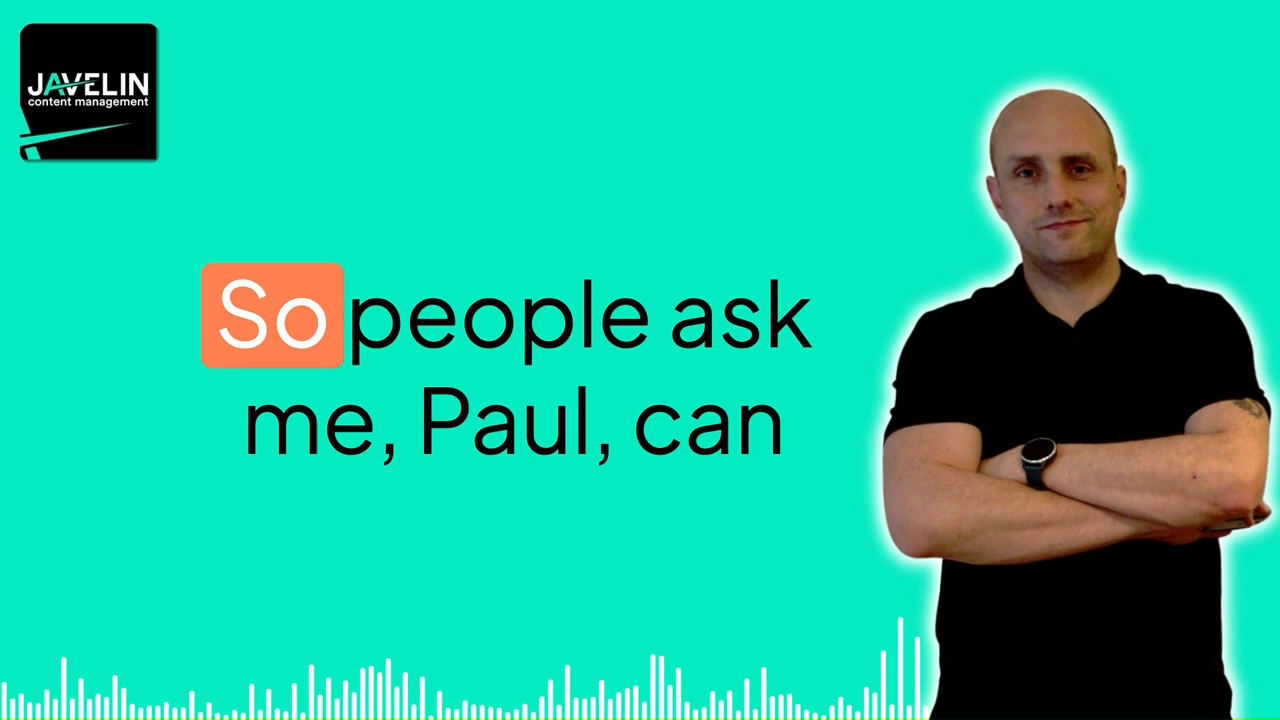 JAVELIN
content management
So people ask
me, Paul, can